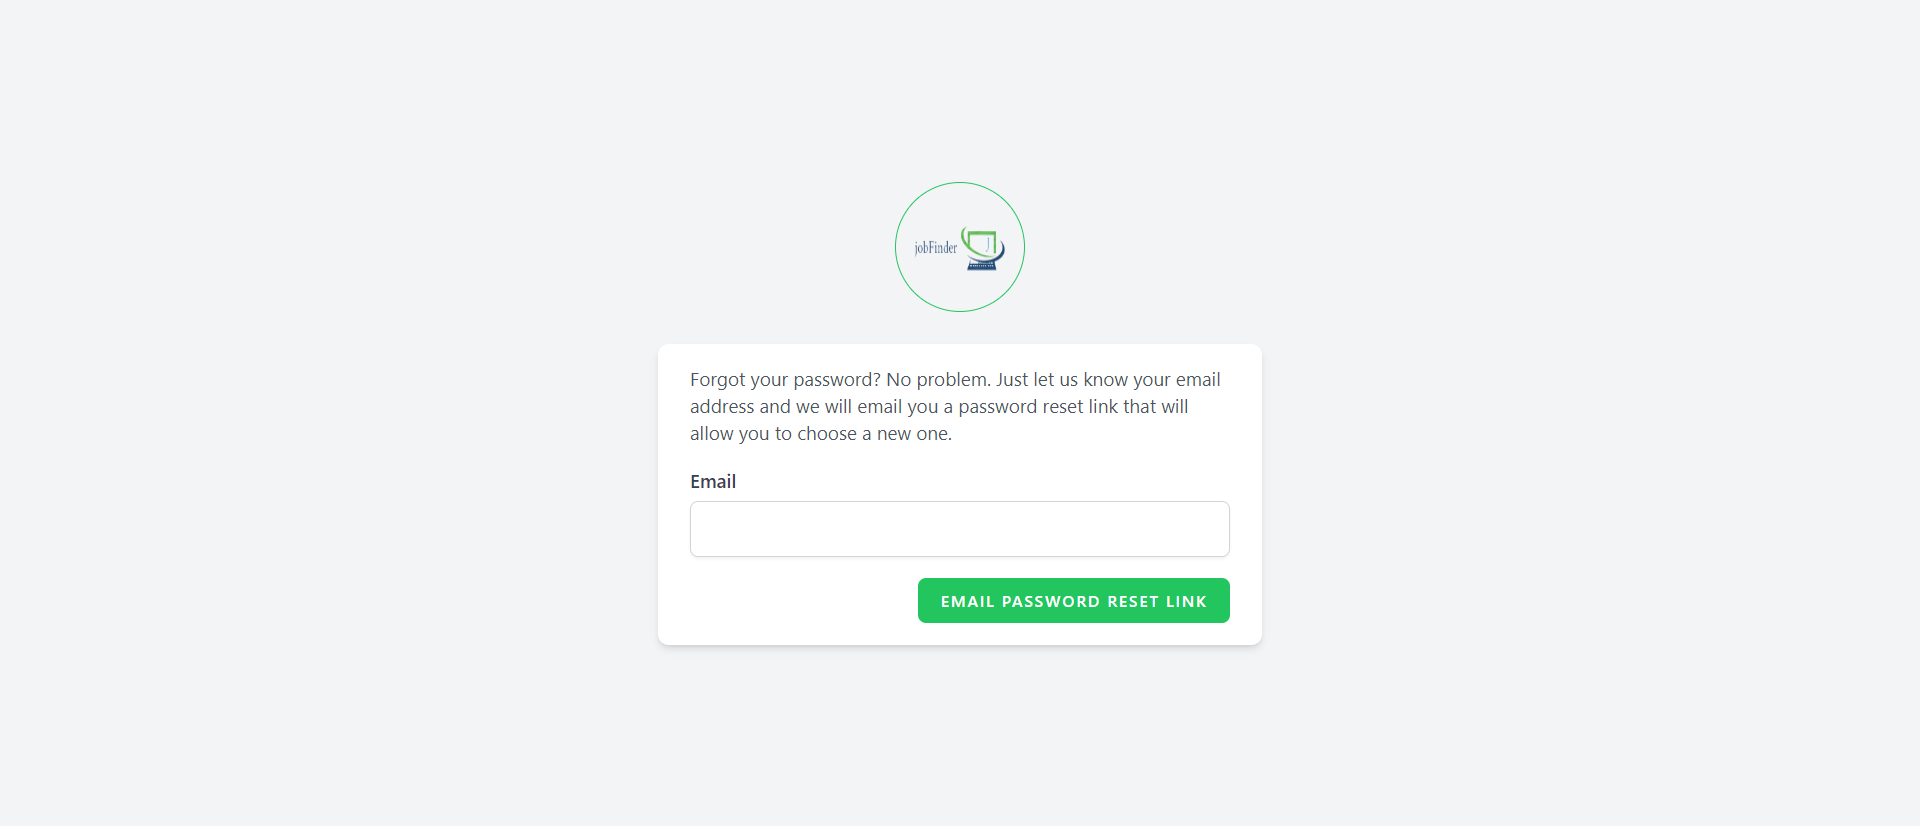 jobFinder
J
Forgot your password? No problem. Just let us know your email
address and we will email you a password reset link that will
allow you to choose a new one.
Email
EMAIL PASSWORD RESET LINK